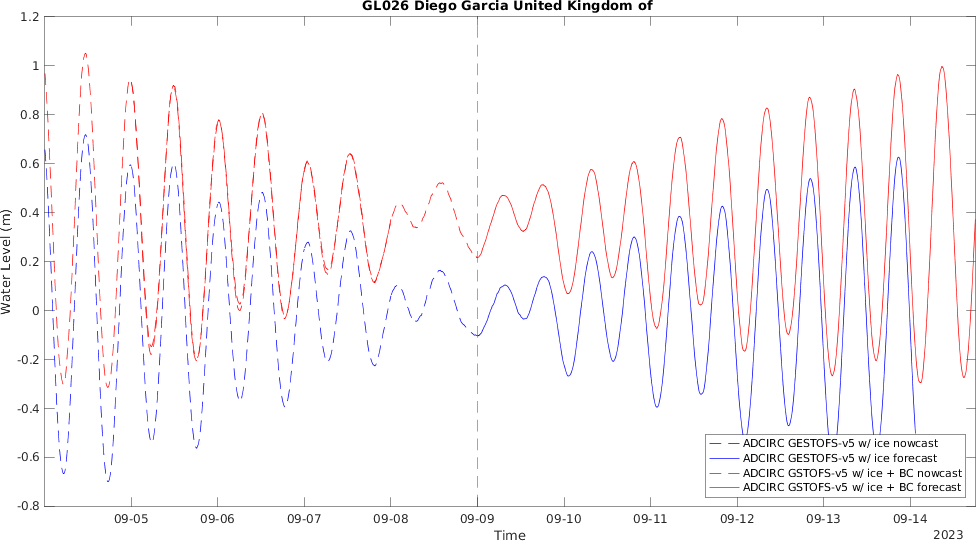 GL026 Diego Garcia United Kingdom of
1.2
1
0.8
0.6
0.4
0.2
0
-0.2
-0.4
-0.6
-0.8
Water Level (m)
ADCIRC GESTOFS-v5 w/ ice nowcast
ADCIRC GESTOFS-v5 w/ ice forecast
ADCIRC GSTOFS-v5 w/ ice + BC nowcast
ADCIRC GSTOFS-v5 w/ ice + BC forecast
09-05 09-06 09-07 09-08 09-09 09-10 09-11 09-12 09-13 09-14
Time
2023